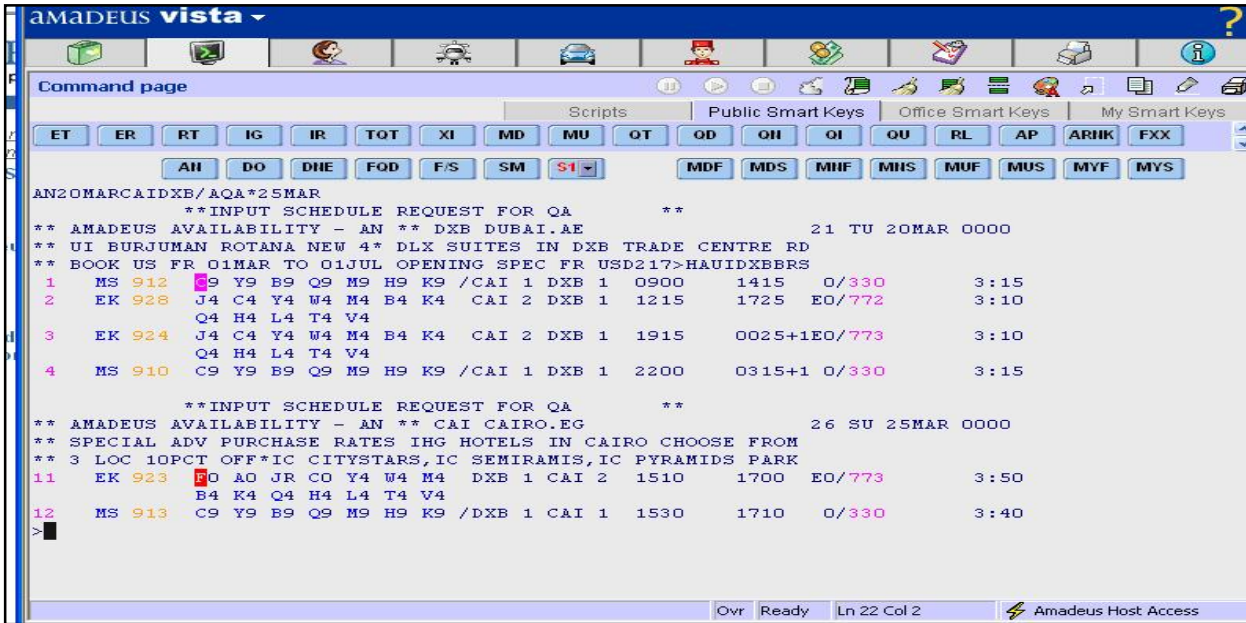 aMaDEUS vista
?
Command page
Scripts Public Smart Keys Office Smart Keys My Smart Keys
ET ER RT IG IR TQT XI MD MU QT QD QN QI QU RL AP ARNK FXX
AN DO DNE FQD F/S SM S1 MDF MDS MNF MNS MUF MUS MYF MYS
AN20MARCAIDXB/AQA*25MAR
**INPUT SCHEDULE REQUEST FOR QA **
** AMADEUS AVAILABILITY - AN ** DXB DUBAI.AE 21 TU 20MAR 0000
** UI BURJUMAN ROTANA NEW 4* DLX SUITES IN DXB TRADE CENTRE RD
** BOOK US FR 01MAR TO 01JUL OPENING SPEC FR USD217>HAUIDXBBRS
1 MS 912 C9 Y9 B9 Q9 M9 H9 K9 /CAI 1 DXB 1 0900 1415 0/330 3:15
2 EK 928 J4 C4 Y4 W4 M4 B4 K4 CAI 2 DXB 1 1215 1725 E0/772 3:10
Q4 H4 L4 T4 V4
3 EK 924 J4 C4 Y4 W4 M4 B4 K4 CAI 2 DXB 1 1915 0025+1E0/773 3:10
Q4 H4 L4 T4 V4
4 MS 910 C9 Y9 B9 Q9 M9 H9 K9 /CAI 1 DXB 1 2200 0315+1 0/330 3:15
**INPUT SCHEDULE REQUEST FOR QA **
** AMADEUS AVAILABILITY - AN ** CAI CAIRO.EG 26 SU 25MAR 0000
** SPECIAL ADV PURCHASE RATES IHG HOTELS IN CAIRO CHOOSE FROM
** 3 LOC 10PCT OFF*IC CITYSTARS,IC SEMIRAMIS,IC PYRAMIDS PARK
11 EK 923 F0 A0 JR C0 Y4 W4 M4 DXB 1 CAI 2 1510 1700 E0/773 3:50
B4 K4 Q4 H4 L4 T4 V4
12 MS 913 C9 Y9 B9 Q9 M9 H9 K9 /DXB 1 CAI 1 1530 1710 0/330 3:40
>
Ovr Ready Ln 22 Col 2 Amadeus Host Access